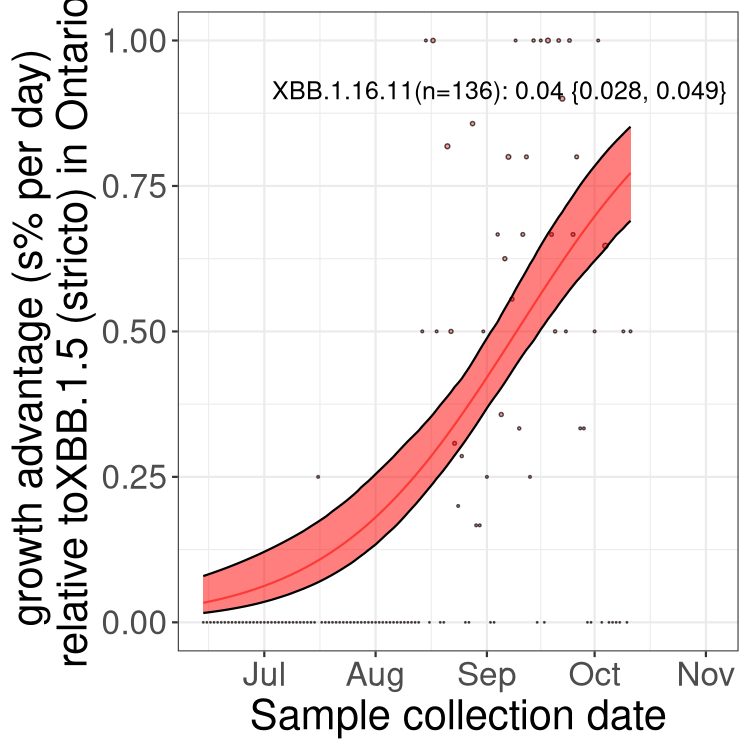 growth advantage (s% per day)
relative toXBB.1.5 (stricto) in Ontario
1.00
0.75
0.50
0.25
0.00
XBB.1.16.11(n=136): 0.04 {0.028, 0.049}
Jul Aug Sep Oct Nov
Sample collection date